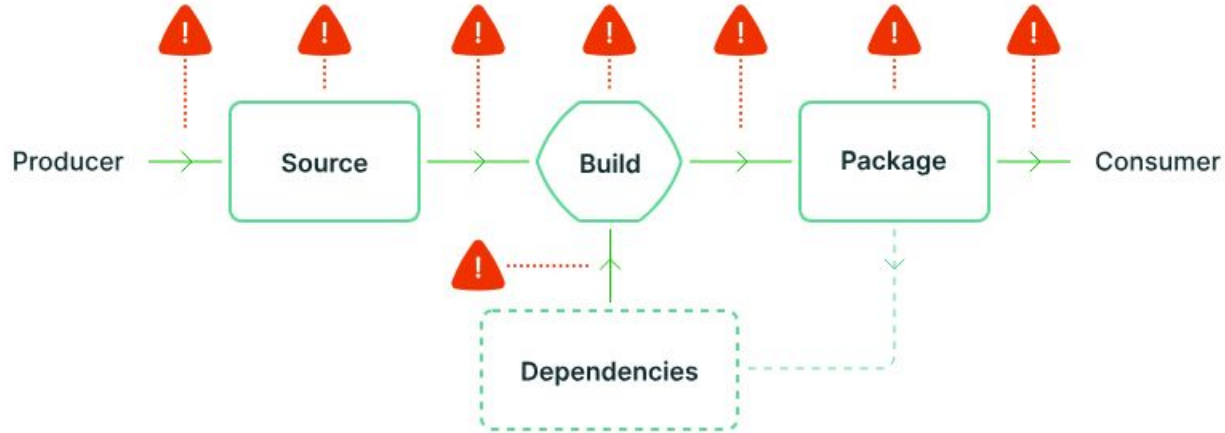 Producer
Source
Build
Package
Consumer
Dependencies